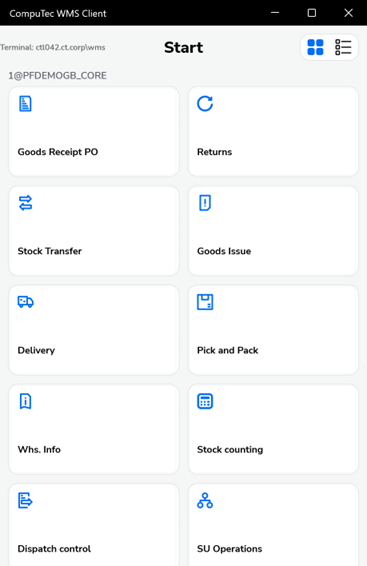 CompuTec WMS Client
Terminal: ctl042.ct.corp\wms
Start
1@PFDEMOGB_CORE
Goods Receipt PO
Returns
Stock Transfer
Goods Issue
Delivery
Pick and Pack
Whs. Info
Stock counting
Dispatch control
SU Operations